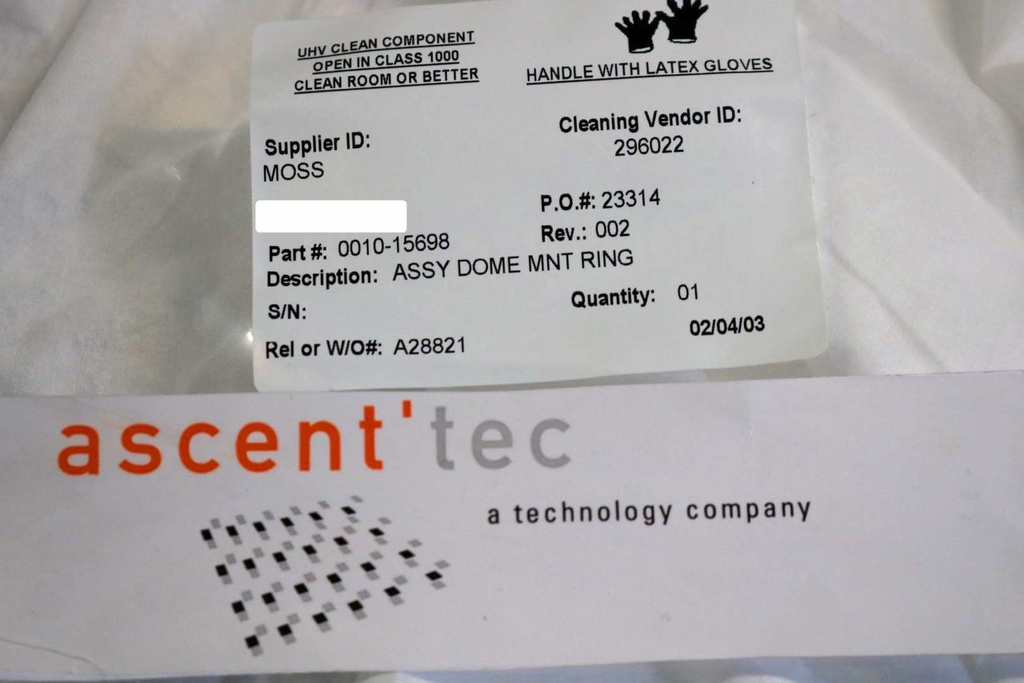 UHV CLEAN COMPONENT
OPEN IN CLASS 1000
CLEAN ROOM OR BETTER
HANDLE WITH LATEX GLOVES
Supplier ID:
MOSS
Cleaning Vendor ID:
296022
P.O.#: 23314
Part #: 0010-15698
Rev.: 002
Description: ASSY DOME MNT RING
S/N:
Quantity: 01
Rel or W/O#: A28821
02/04/03
ascent'tec
a technology company